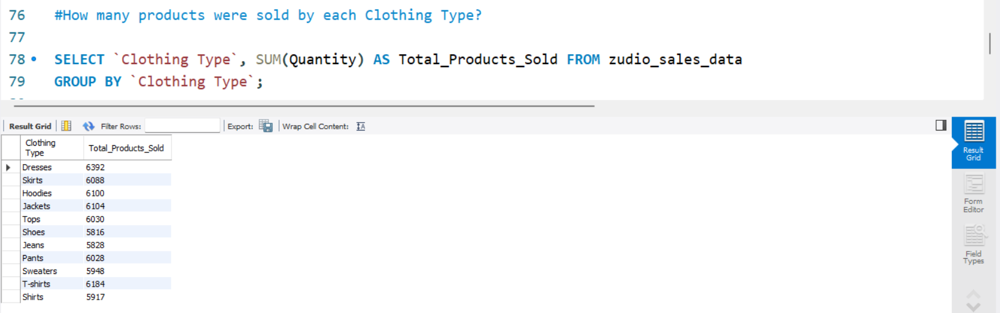 76 #How many products were sold by each Clothing Type?
77
78 SELECT `Clothing Type`, SUM(Quantity) AS Total_Products_Sold FROM zudio_sales_data
79 GROUP BY `Clothing Type`;
Result Grid Filter Rows: Export: Wrap Cell Content:
Clothing Type Total_Products_Sold
Dresses 6392
Skirts 6088
Hoodies 6100
Jackets 6104
Tops 6030
Shoes 5816
Jeans 5828
Pants 6028
Sweaters 5948
T-shirts 6184
Shirts 5917
Result
Grid
Form
Editor
Field
Types